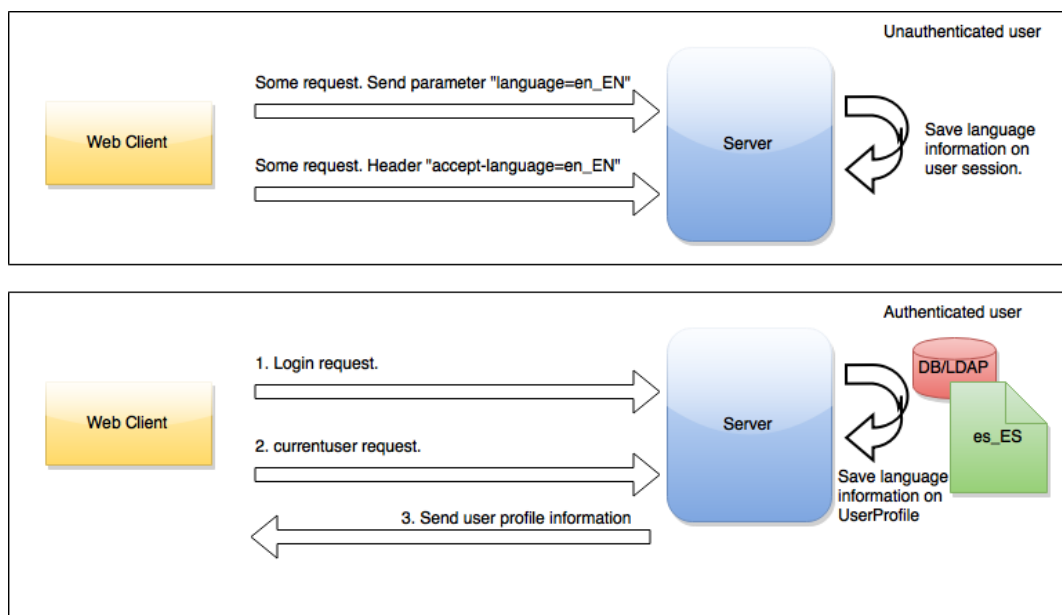 Unauthenticated user
Some request. Send parameter "language=en_EN"
Web Client
Some request. Header "accept-language=en_EN"
Server
Save language
information on
user session.
Authenticated user
1. Login request.
DB/LDAP
Web Client
2. currentuser request.
Server
es_ES
Save language
information on
UserProfile
3. Send user profile information